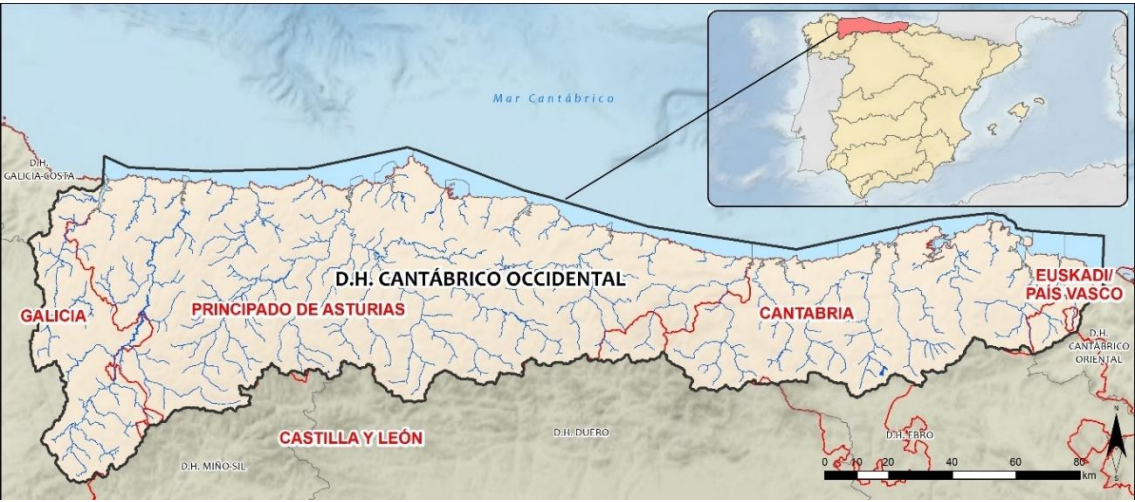 Mar Cantábrico
D.H.
GALICIA-COSTA
D.H. CANTÁBRICO OCCIDENTAL
EUSKADI/
PAÍS VASCO
GALICIA
PRINCIPADO DE ASTURIAS
CANTABRIA
D.H.
CANTÁBRICO
ORIENTAL
CASTILLA Y LEÓN
D.H. DUERO
D.H. EBRO
D.H. MIÑO-SIL
N
S
0 10 20 40 60 80
km